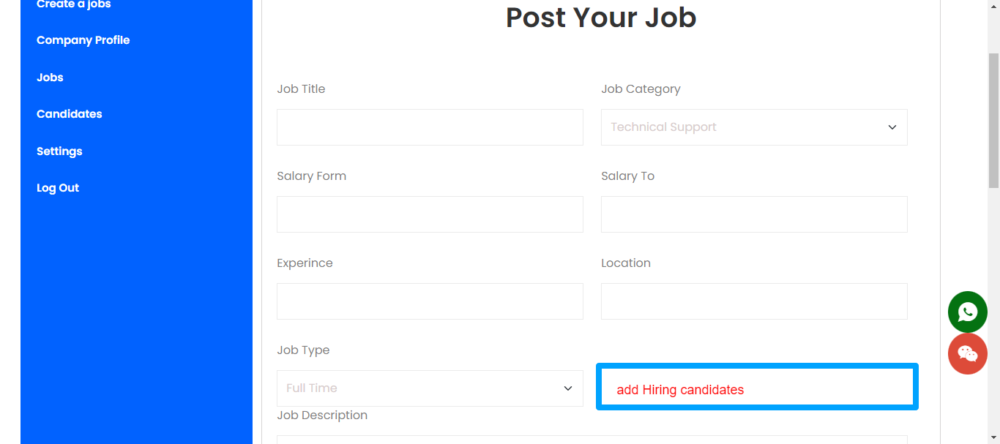 Create a jobs
Company Profile
Jobs
Candidates
Settings
Log Out
Post Your Job
Job Title
Job Category
Technical Support
Salary Form
Salary To
Experince
Location
Job Type
Full Time
add Hiring candidates
Job Description